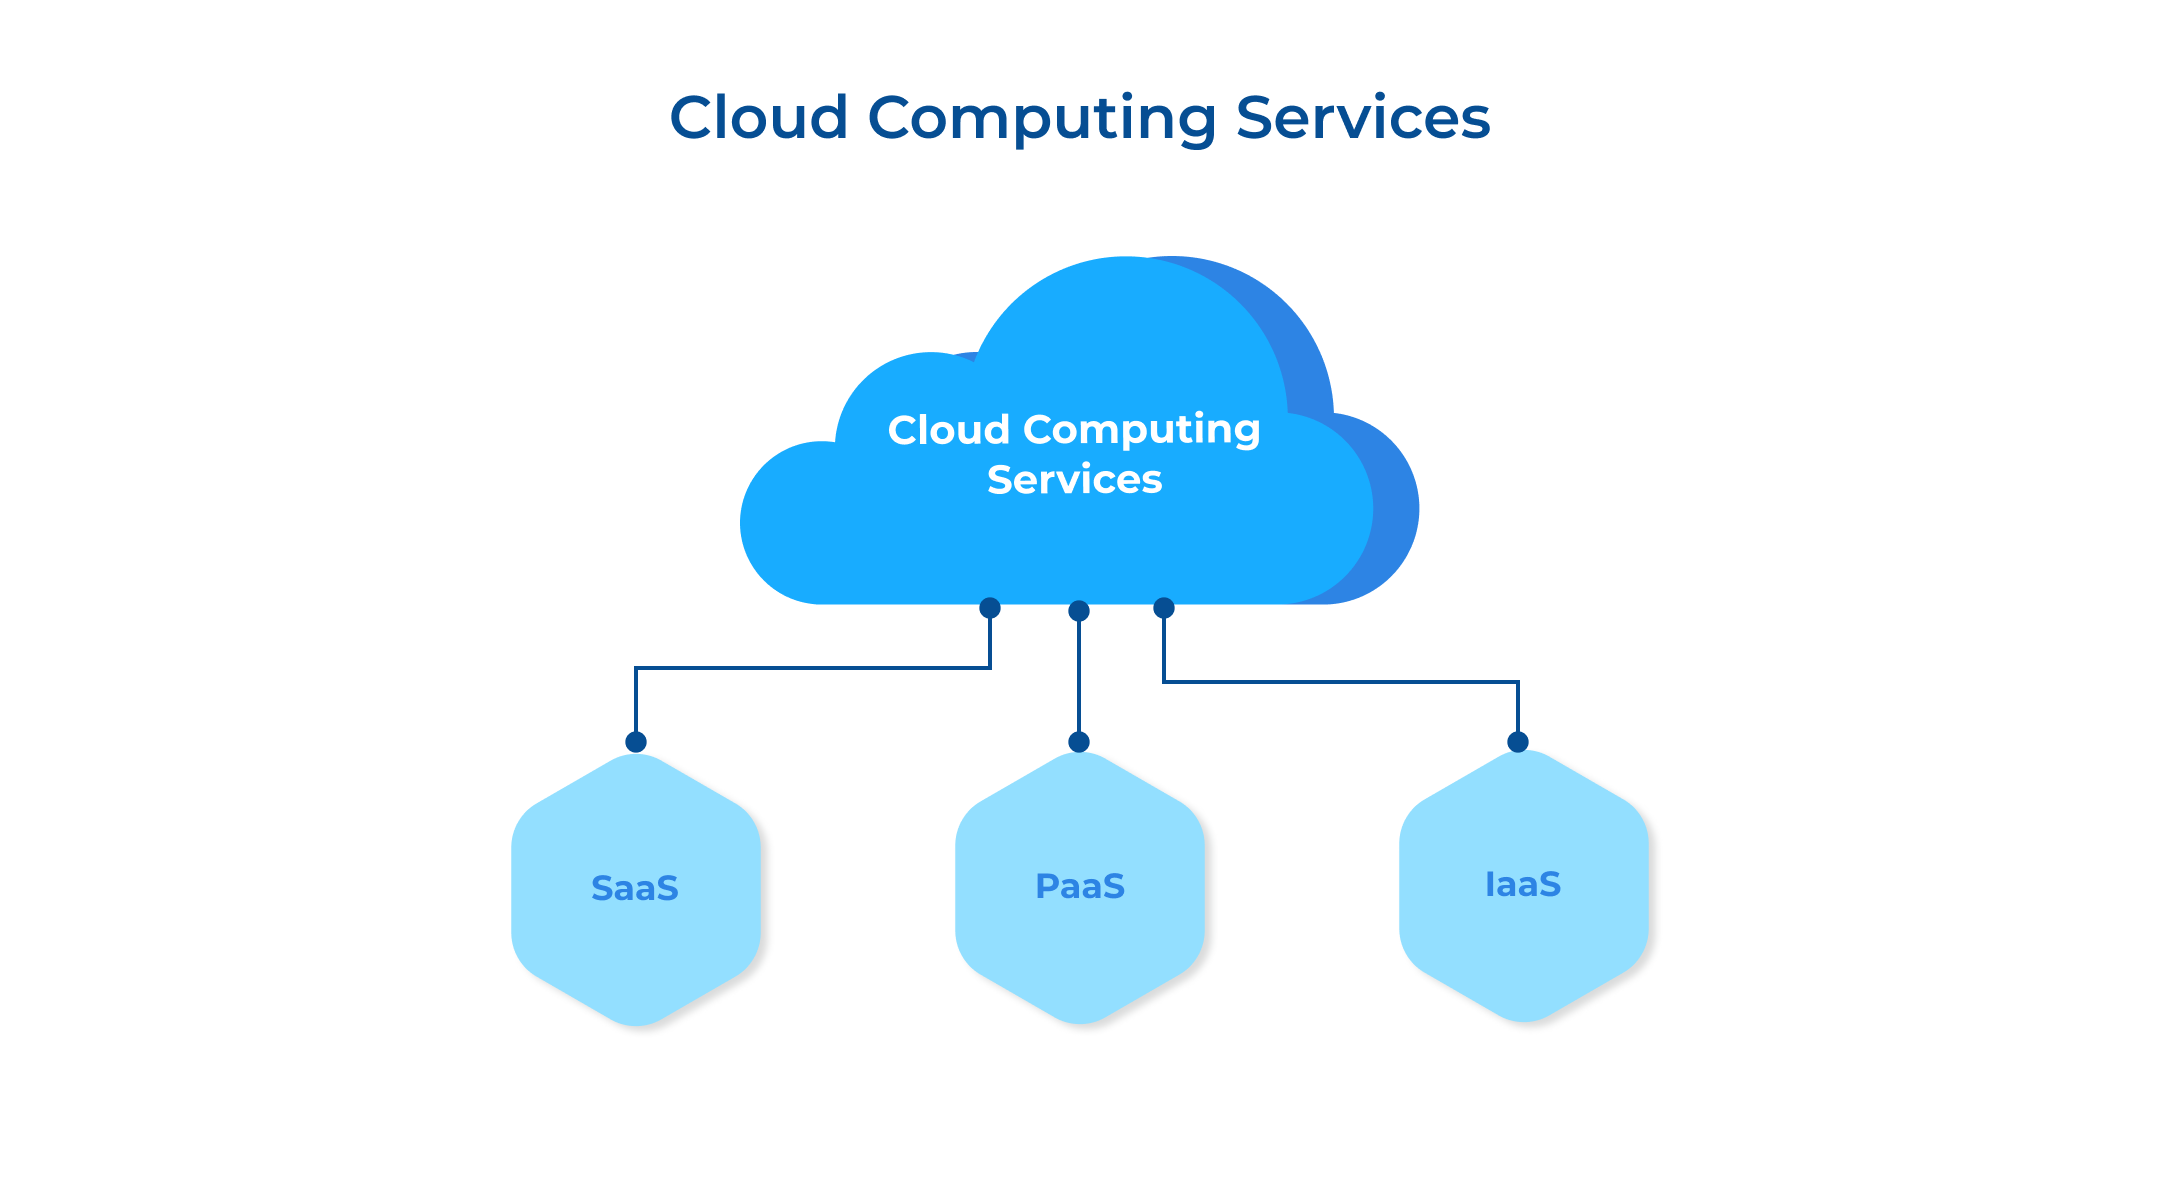 Cloud Computing Services
Cloud Computing
Services
SaaS
PaaS
IaaS